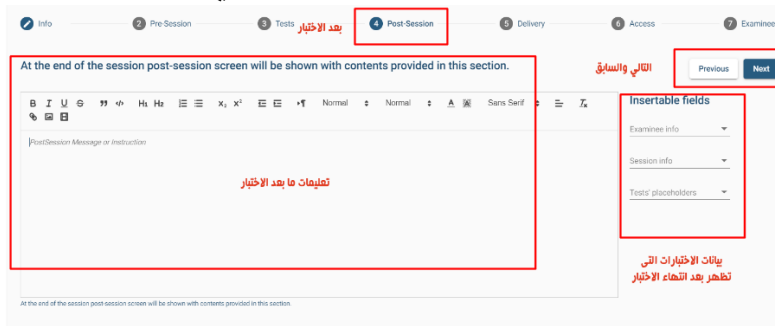 Info
2 Pre-Session
3 Tests
بعد الاختبار
4 Post-Session
5 Delivery
6 Access
7 Examinee
At the end of the session post-session screen will be shown with contents provided in this section.
التالي والسابق
Previous
Next
B I U S ” <> H1 H2 X₂ X² Normal Normal A Sans Serif
Insertable fields
Examinee info
PostSession Message or Instruction
Session info
تعليمات ما بعد الاختبار
Tests' placeholders
بيانات الاختبارات التى
تظهر بعد انتهاء الاختبار
At the end of the session post-session screen will be shown with contents provided in this section